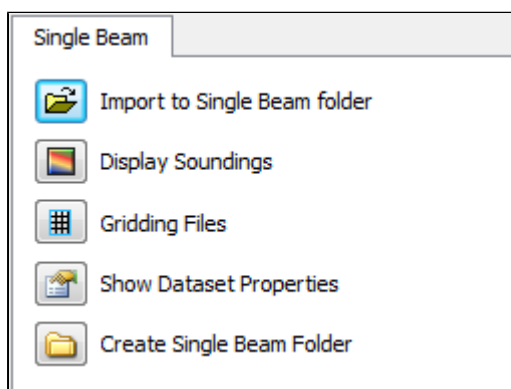 Single Beam
Import to Single Beam folder
Display Soundings
Gridding Files
Show Dataset Properties
Create Single Beam Folder